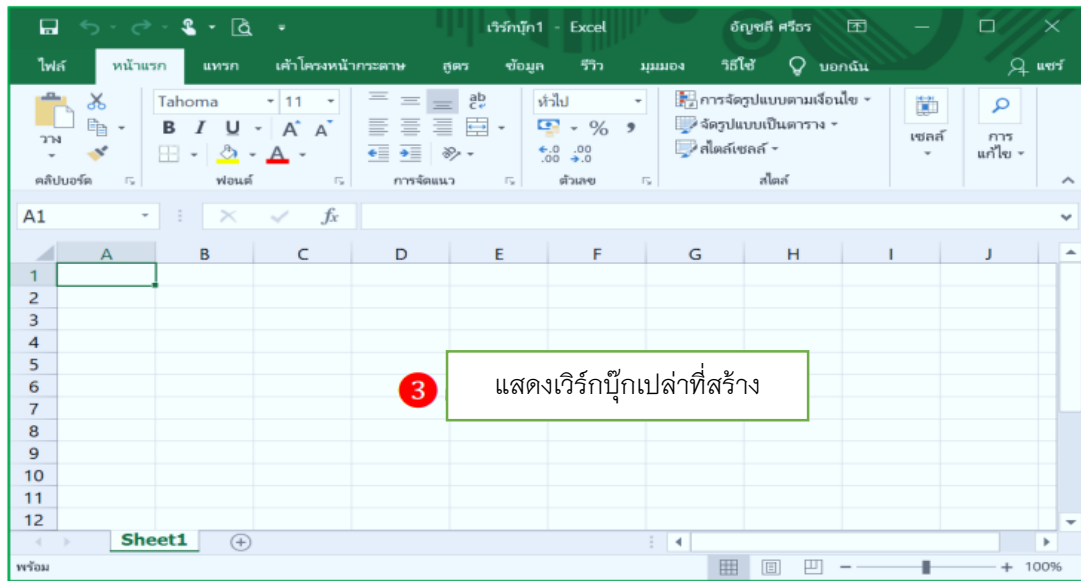 เวิร์กบุ๊ก1 - Excel
อัญชลี ศรีอร
ไฟล์ หน้าแรก แทรก เค้าโครงหน้ากระดาษ สูตร ข้อมูล รีวิว มุมมอง วิธีใช้ บอกฉัน แชร์
วาง
Tahoma 11
B I U A A
A
ab
ทั่วไป
%
.00 .00
.00 .0
การจัดรูปแบบตามเงื่อนไข
จัดรูปแบบเป็นตาราง
สไตล์เซลล์
เซลล์
การ
แก้ไข
คลิปบอร์ด ฟอนต์ การจัดแนว ตัวเลข สไตล์
A1 fx
A B C D E F G H I J
1
2
3
4
5
6
7
8
9
10
11
12
3 แสดงเวิร์กบุ๊กเปล่าที่สร้าง
Sheet1
พร้อม 100%